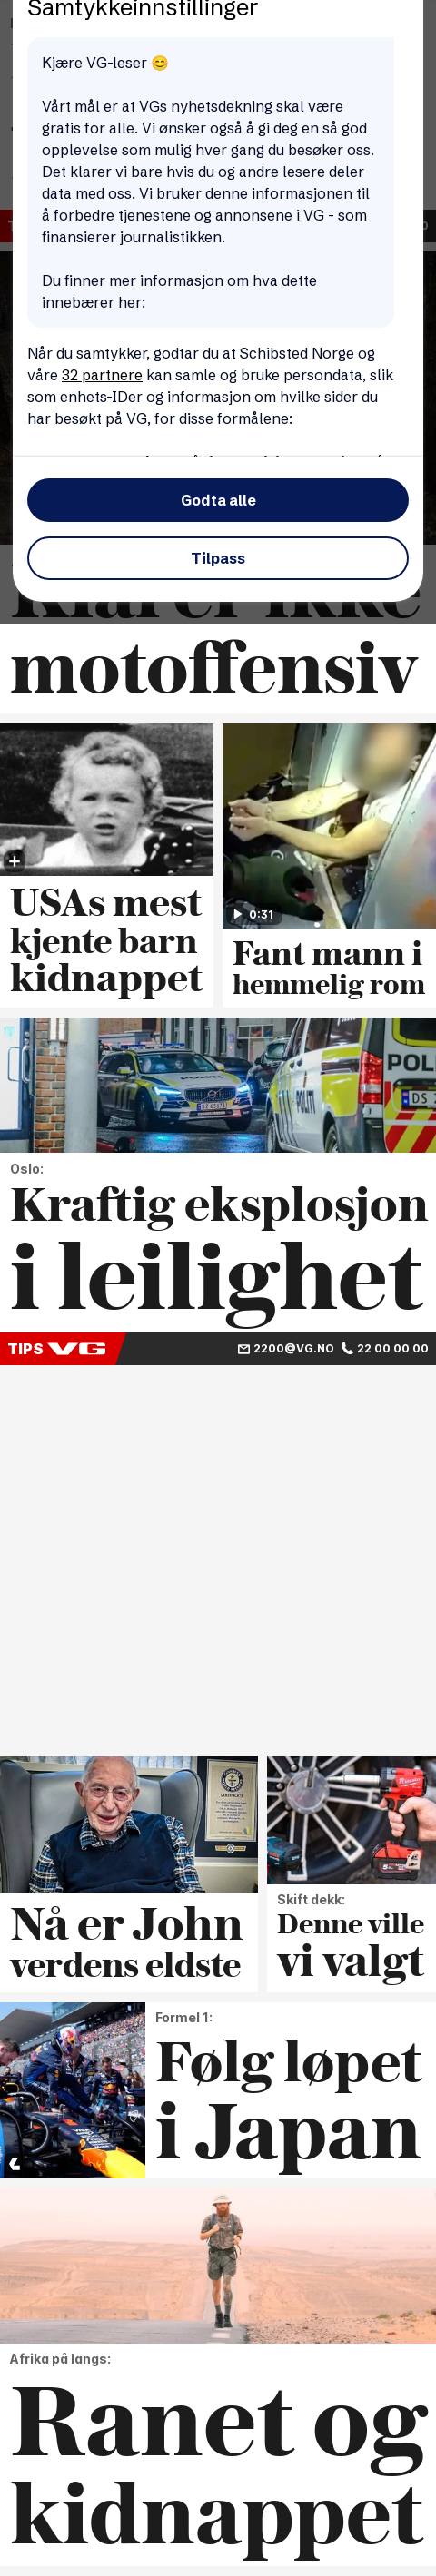 Samtykkeinnstillinger
Kjære VG-leser 😊
Vårt mål er at VGs nyhetsdekning skal være
gratis for alle. Vi ønsker også å gi deg en så god
opplevelse som mulig hver gang du besøker oss.
Det klarer vi bare hvis du og andre lesere deler
data med oss. Vi bruker denne informasjonen til
å forbedre tjenestene og annonsene i VG - som
finansierer journalistikken.
Du finner mer informasjon om hva dette
innebærer her:
Når du samtykker, godtar du at Schibsted Norge og
våre 32 partnere kan samle og bruke persondata, slik
som enhets-IDer og informasjon om hvilke sider du
har besøkt på VG, for disse formålene:
Godta alle
Tilpass
Klarer ikke
motoffensiv
USAs mest
kjente barn
kidnappet
0:31
Fant mann i
hemmelig rom
POLITI
Oslo:
Kraftig eksplosjon
i leilighet
TIPS VG
2200@VG.NO 22 00 00 00
Nå er John
verdens eldste
Skift dekk:
Denne ville
vi valgt
Formel 1:
Følg løpet
i Japan
Afrika på langs:
Ranet og
kidnappet